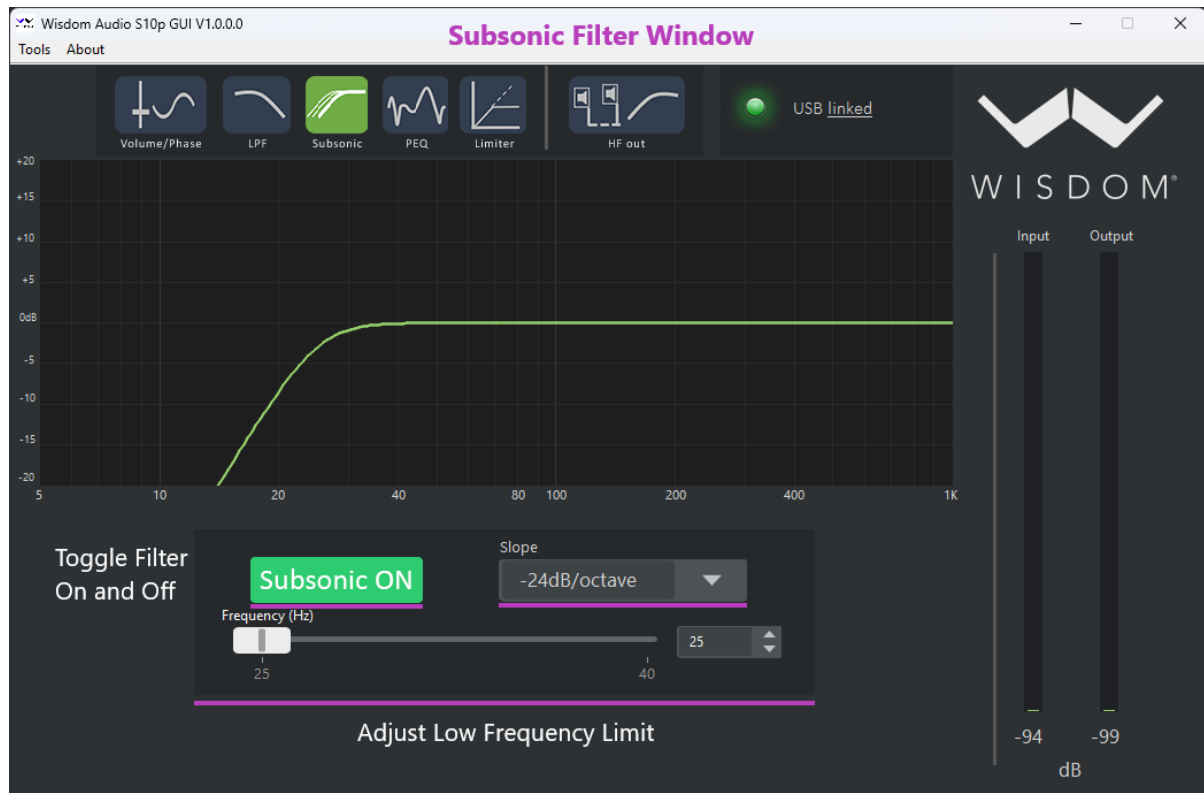 Wisdom Audio S10p GUI V1.0.0.0
Subsonic Filter Window
Tools About
Volume/Phase LPF Subsonic PEQ Limiter HF out
USB linked
WISDOM®
+20
+15
+10
+5
0dB
-5
-10
-15
-20
5 10 20 40 80 100 200 400 1K
Input Output
-94 -99
dB
Toggle Filter
On and Off
Subsonic ON
Slope
-24dB/octave
Frequency (Hz)
25
25 40
Adjust Low Frequency Limit